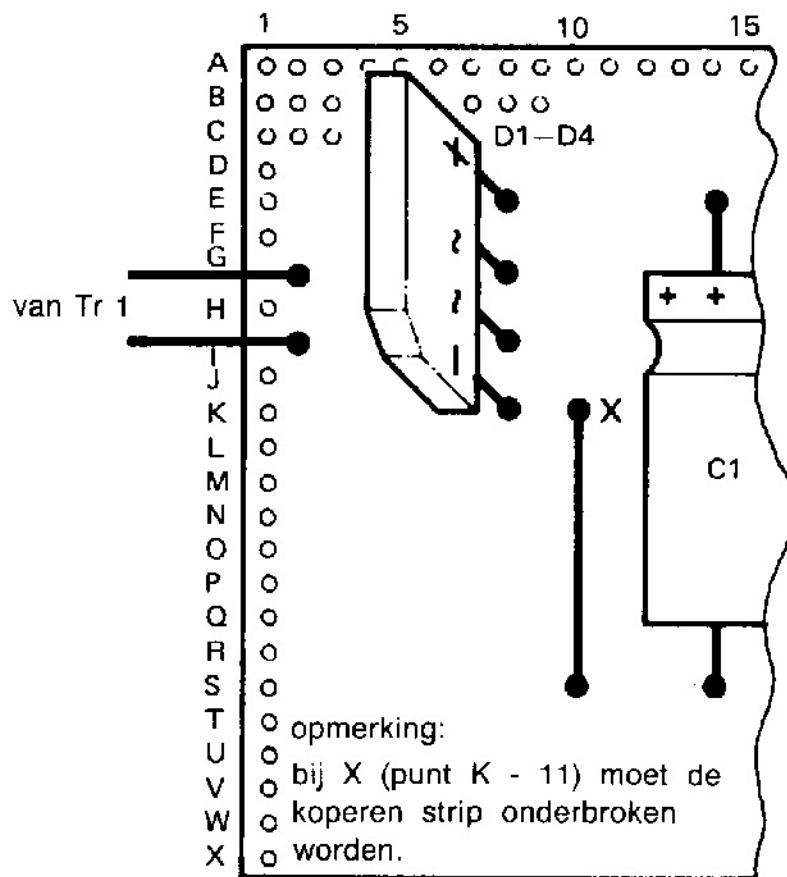 1 5 10 15
A
B
C D1–D4
D
E
F
G
van Tr 1 H
I
J
K X
L
M C1
N
O
P
Q
R
S
T opmerking:
U
V bij X (punt K - 11) moet de
W koperen strip onderbroken
X worden.
+ ~ ~ –
+ +